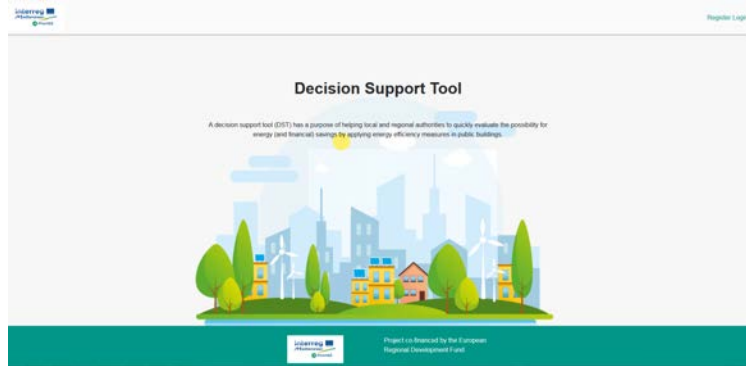 Interreg
Register Login
Decision Support Tool
A decision support tool (DST) has a purpose of helping local and regional authorities to quickly evaluate the possibility for
energy (and financial) savings by applying energy efficiency measures in public buildings.
Interreg
Project co-financed by the European
Regional Development Fund